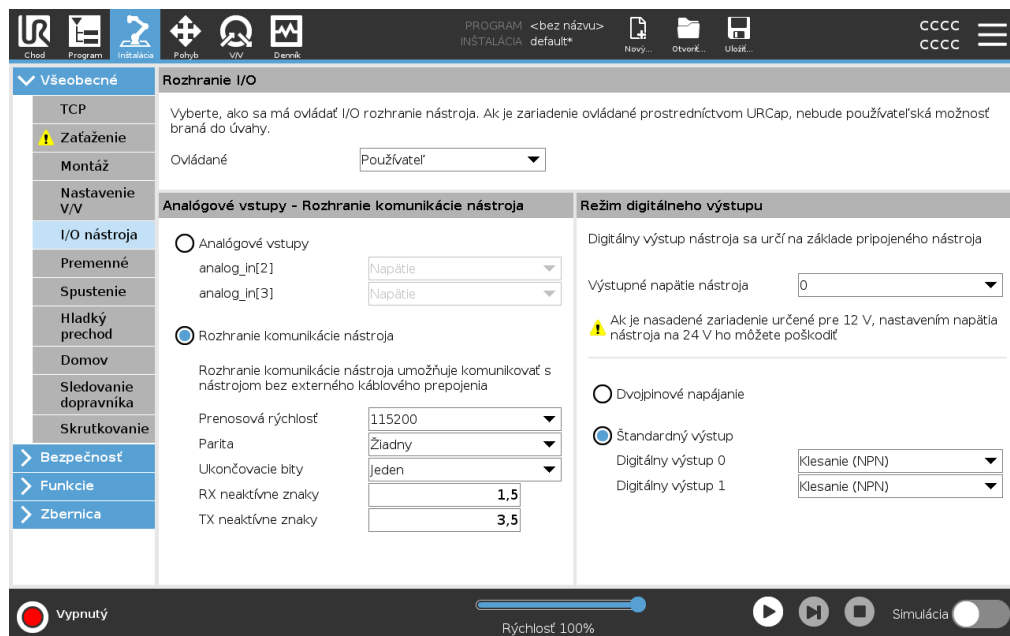 PROGRAM <bez názvu>
INŠTALÁCIA default*
CCCC
CCCC
Chod
Program
Inštalácia
Pohyb
V/V
Denník
Nový...
Otvoriť...
Uložiť...
Všeobecné
TCP
Zaťaženie
Montáž
Nastavenie
V/V
I/O nástroja
Premenné
Spustenie
Hladký
prechod
Domov
Sledovanie
dopravníka
Skrutkovanie
Bezpečnosť
Funkcie
Zbernica
Rozhranie I/O
Vyberte, ako sa má ovládať I/O rozhranie nástroja. Ak je zariadenie ovládané prostredníctvom URCap, nebude používateľská možnosť
braná do úvahy.
Ovládané Používateľ
Analógové vstupy - Rozhranie komunikácie nástroja
Analógové vstupy
analog_in[2] Napätie
analog_in[3] Napätie
Rozhranie komunikácie nástroja
Rozhranie komunikácie nástroja umožňuje komunikovať s
nástrojom bez externého káblového prepojenia
Prenosová rýchlosť 115200
Parita Žiadny
Ukončovacie bity Jeden
RX neaktívne znaky 1,5
TX neaktívne znaky 3,5
Režim digitálneho výstupu
Digitálny výstup nástroja sa určí na základe pripojeného nástroja
Výstupné napätie nástroja 0
Ak je nasadené zariadenie určené pre 12 V, nastavením napätia
nástroja na 24 V ho môžete poškodiť
Dvojpinové napájanie
Štandardný výstup
Digitálny výstup 0 Klesanie (NPN)
Digitálny výstup 1 Klesanie (NPN)
Vypnutý
Rýchlosť 100%
Simulácia